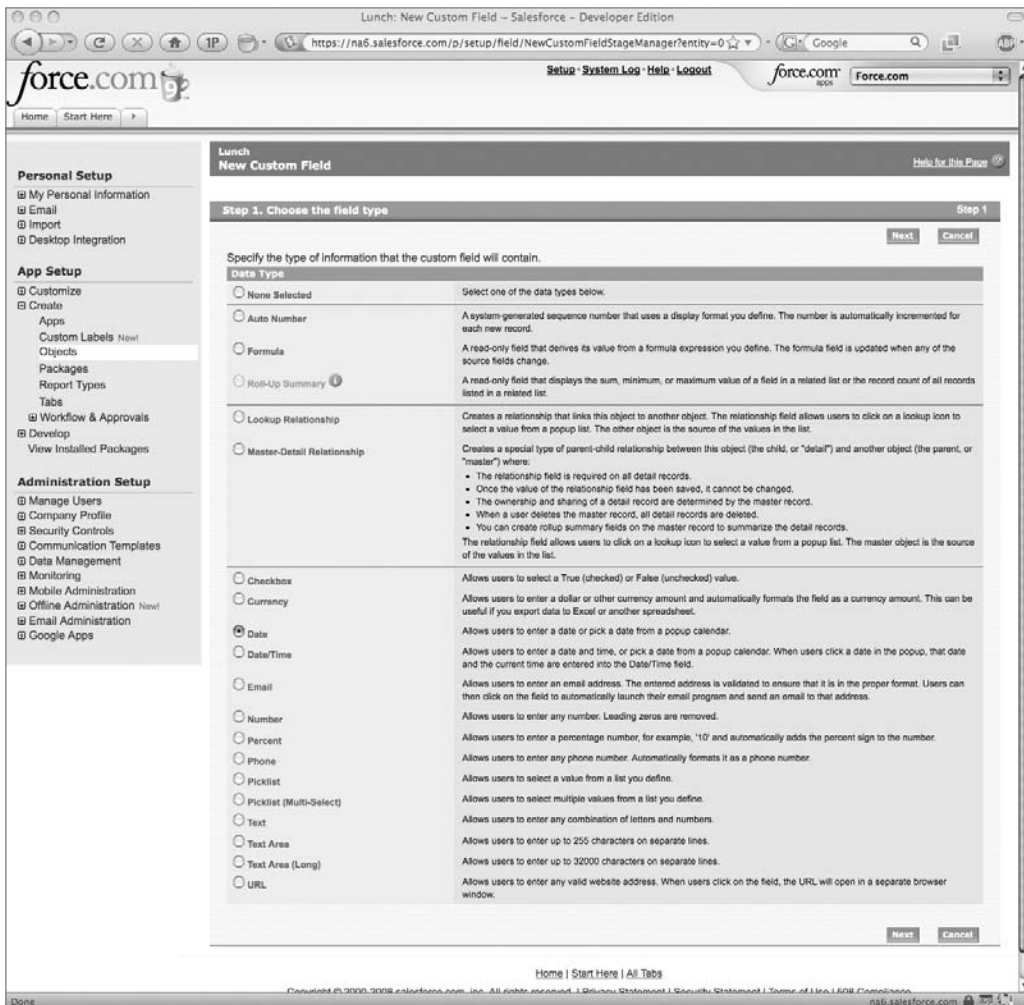 Lunch: New Custom Field – Salesforce – Developer Edition
1P
https://na6.salesforce.com/p/setup/field/NewCustomFieldStageManager?entity=0
Google
ABP
force.com
Setup · System Log · Help · Logout
force.com
apps
Force.com
Home
Start Here
Lunch
New Custom Field
Help for this Page
Personal Setup
My Personal Information
Email
Import
Desktop Integration
App Setup
Customize
Create
Apps
Custom Labels New!
Objects
Packages
Report Types
Tabs
Workflow & Approvals
Develop
View Installed Packages
Administration Setup
Manage Users
Company Profile
Security Controls
Communication Templates
Data Management
Monitoring
Mobile Administration
Offline Administration New!
Email Administration
Google Apps
Step 1. Choose the field type
Step 1
Next
Cancel
Specify the type of information that the custom field will contain.
Data Type
None Selected
Select one of the data types below.
Auto Number
A system-generated sequence number that uses a display format you define. The number is automatically incremented for
each new record.
Formula
A read-only field that derives its value from a formula expression you define. The formula field is updated when any of the
source fields change.
Roll-Up Summary
A read-only field that displays the sum, minimum, or maximum value of a field in a related list or the record count of all records
listed in a related list.
Lookup Relationship
Creates a relationship that links this object to another object. The relationship field allows users to click on a lookup icon to
select a value from a popup list. The other object is the source of the values in the list.
Master-Detail Relationship
Creates a special type of parent-child relationship between this object (the child, or "detail") and another object (the parent, or
"master") where:
• The relationship field is required on all detail records.
• Once the value of the relationship field has been saved, it cannot be changed.
• The ownership and sharing of a detail record are determined by the master record.
• When a user deletes the master record, all detail records are deleted.
• You can create rollup summary fields on the master record to summarize the detail records.
The relationship field allows users to click on a lookup icon to select a value from a popup list. The master object is the source
of the values in the list.
Checkbox
Allows users to select a True (checked) or False (unchecked) value.
Currency
Allows users to enter a dollar or other currency amount and automatically formats the field as a currency amount. This can be
useful if you export data to Excel or another spreadsheet.
Date
Allows users to enter a date or pick a date from a popup calendar.
Date/Time
Allows users to enter a date and time, or pick a date from a popup calendar. When users click a date in the popup, that date
and the current time are entered into the Date/Time field.
Email
Allows users to enter an email address. The entered address is validated to ensure that it is in the proper format. Users can
then click on the field to automatically launch their email program and send an email to that address.
Number
Allows users to enter any number. Leading zeros are removed.
Percent
Allows users to enter a percentage number, for example, '10' and automatically adds the percent sign to the number.
Phone
Allows users to enter any phone number. Automatically formats it as a phone number.
Picklist
Allows users to select a value from a list you define.
Picklist (Multi-Select)
Allows users to select multiple values from a list you define.
Text
Allows users to enter any combination of letters and numbers.
Text Area
Allows users to enter up to 255 characters on separate lines.
Text Area (Long)
Allows users to enter up to 32000 characters on separate lines.
URL
Allows users to enter any valid website address. When users click on the field, the URL will open in a separate browser
window.
Next
Cancel
Home | Start Here | All Tabs
Copyright © 2000-2008 salesforce.com, inc. All rights reserved. | Privacy Statement | Security Statement | Terms of Use | 508 Compliance
Done
na6.salesforce.com